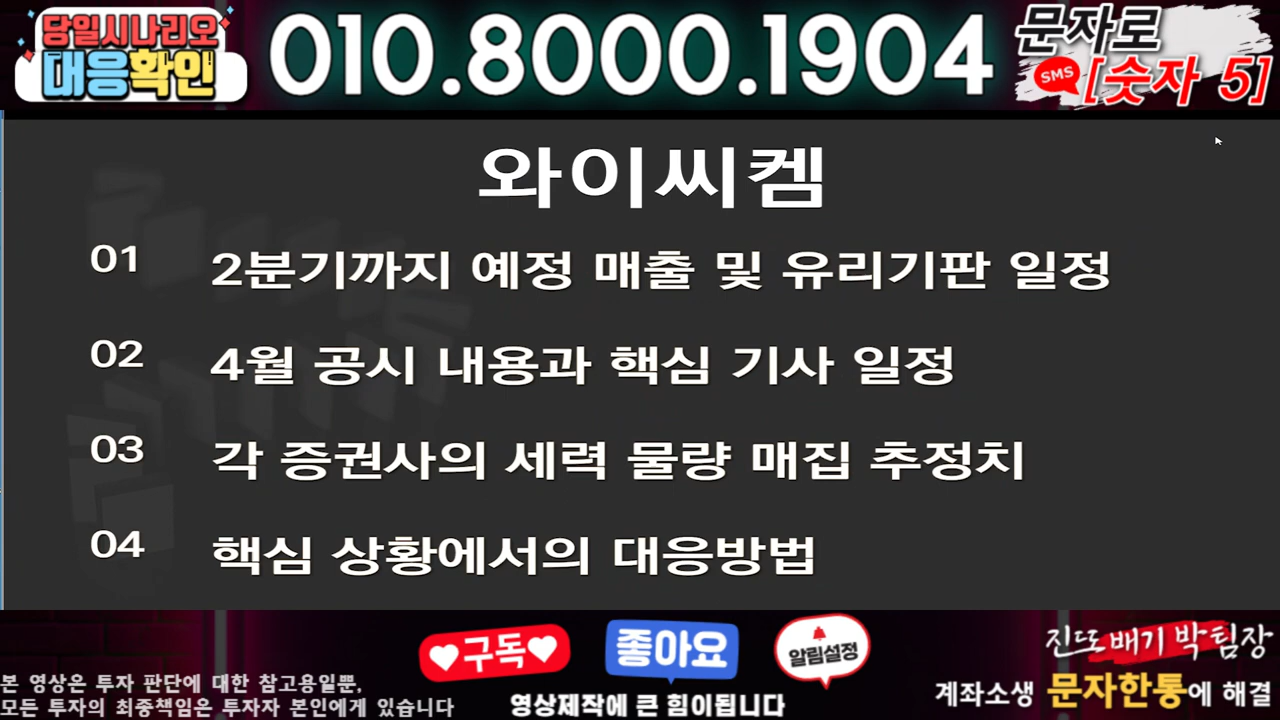 당일시나리오
대응확인
010.8000.1904
문자로
SMS
[숫자 5]
와이씨켐
01 2분기까지 예정 매출 및 유리기판 일정
02 4월 공시 내용과 핵심 기사 일정
03 각 증권사의 세력 물량 매집 추정치
04 핵심 상황에서의 대응방법
구독
좋아요
알림설정
영상제작에 큰 힘이됩니다
본 영상은 투자 판단에 대한 참고용일뿐,
모든 투자의 최종책임은 투자자 본인에게 있습니다
진또배기 박팀장
계좌소생 문자한통에 해결